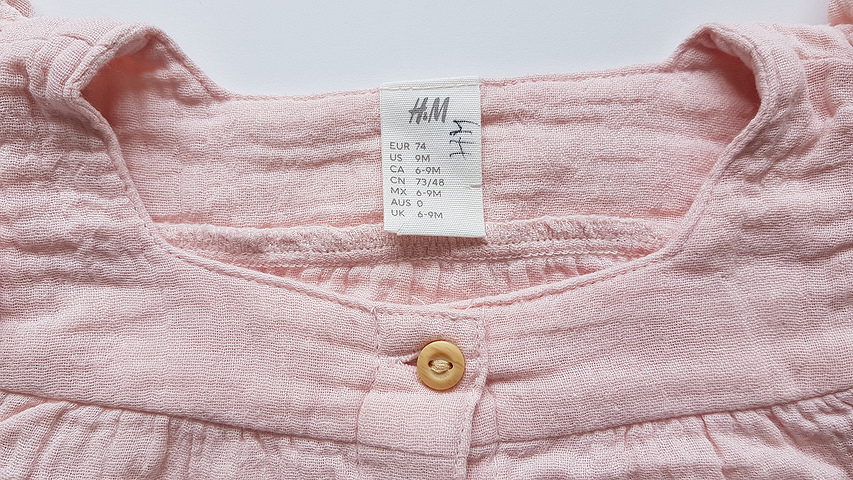 H&M
EUR 74
US 9M
CA 6-9M
CN 73/48
MX 6-9M
AUS 0
UK 6-9M